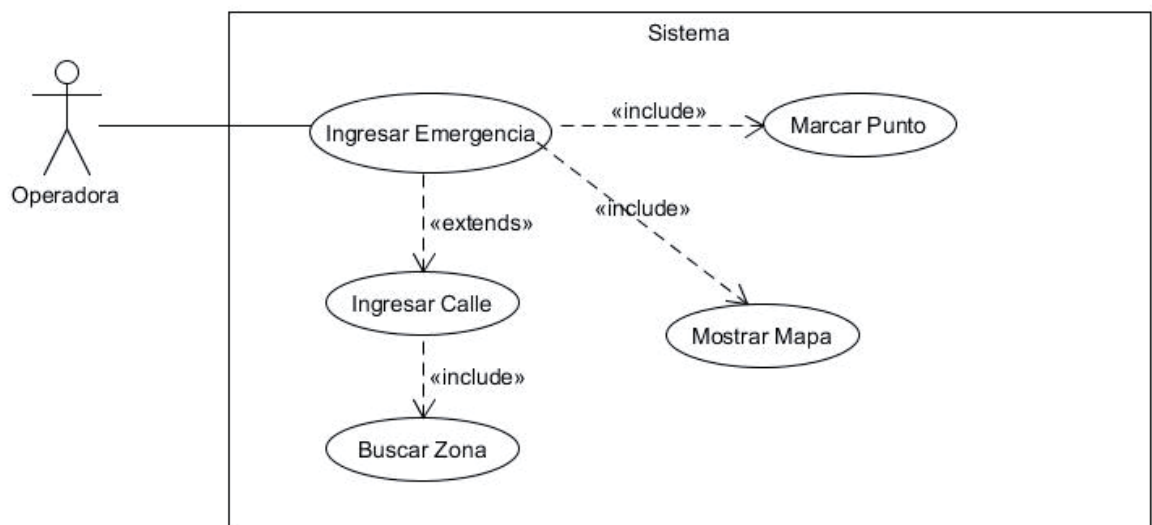 Sistema
«include»
Ingresar Emergencia
Marcar Punto
Operadora
«include»
«extends»
Ingresar Calle
Mostrar Mapa
«include»
Buscar Zona